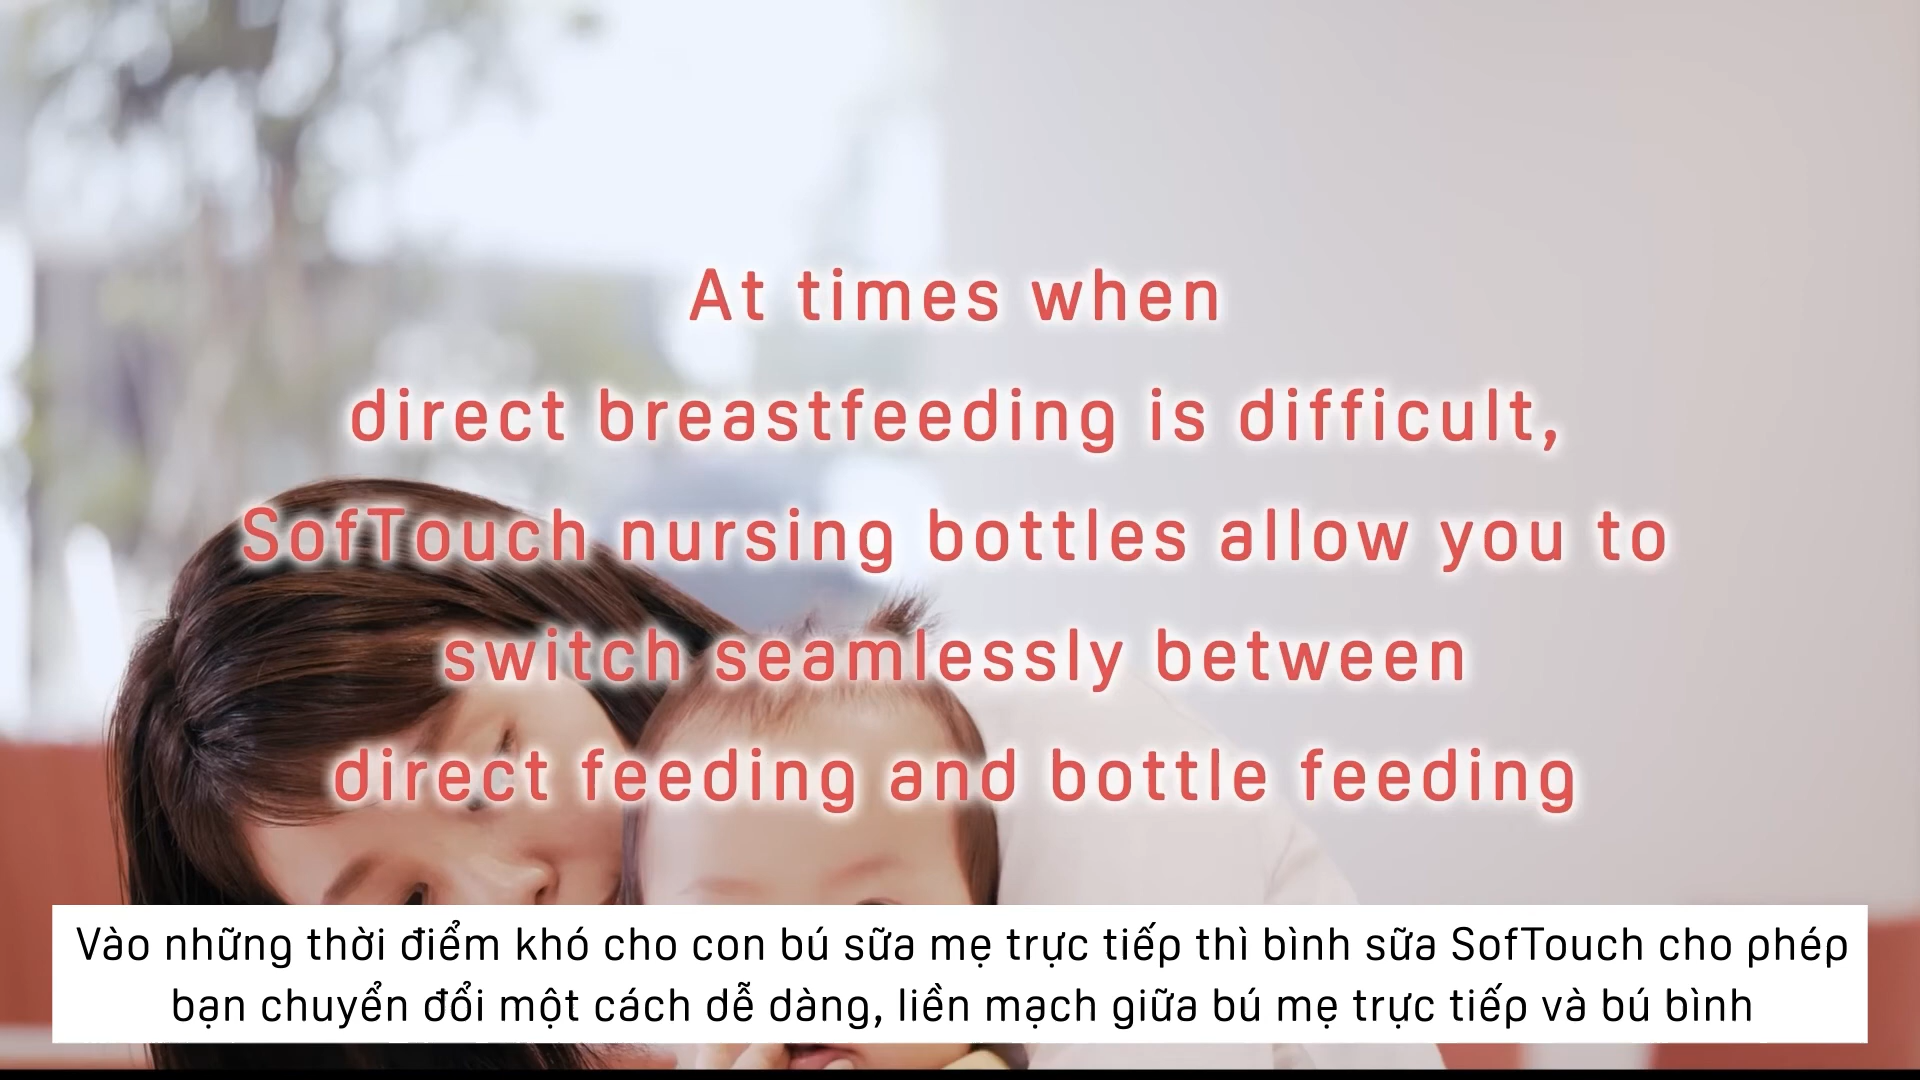 At times when
direct breastfeeding is difficult,
SofTouch nursing bottles allow you to
switch seamlessly between
direct feeding and bottle feeding
Vào những thời điểm khó cho con bú sữa mẹ trực tiếp thì bình sữa SofTouch cho phép
bạn chuyển đổi một cách dễ dàng, liền mạch giữa bú mẹ trực tiếp và bú bình